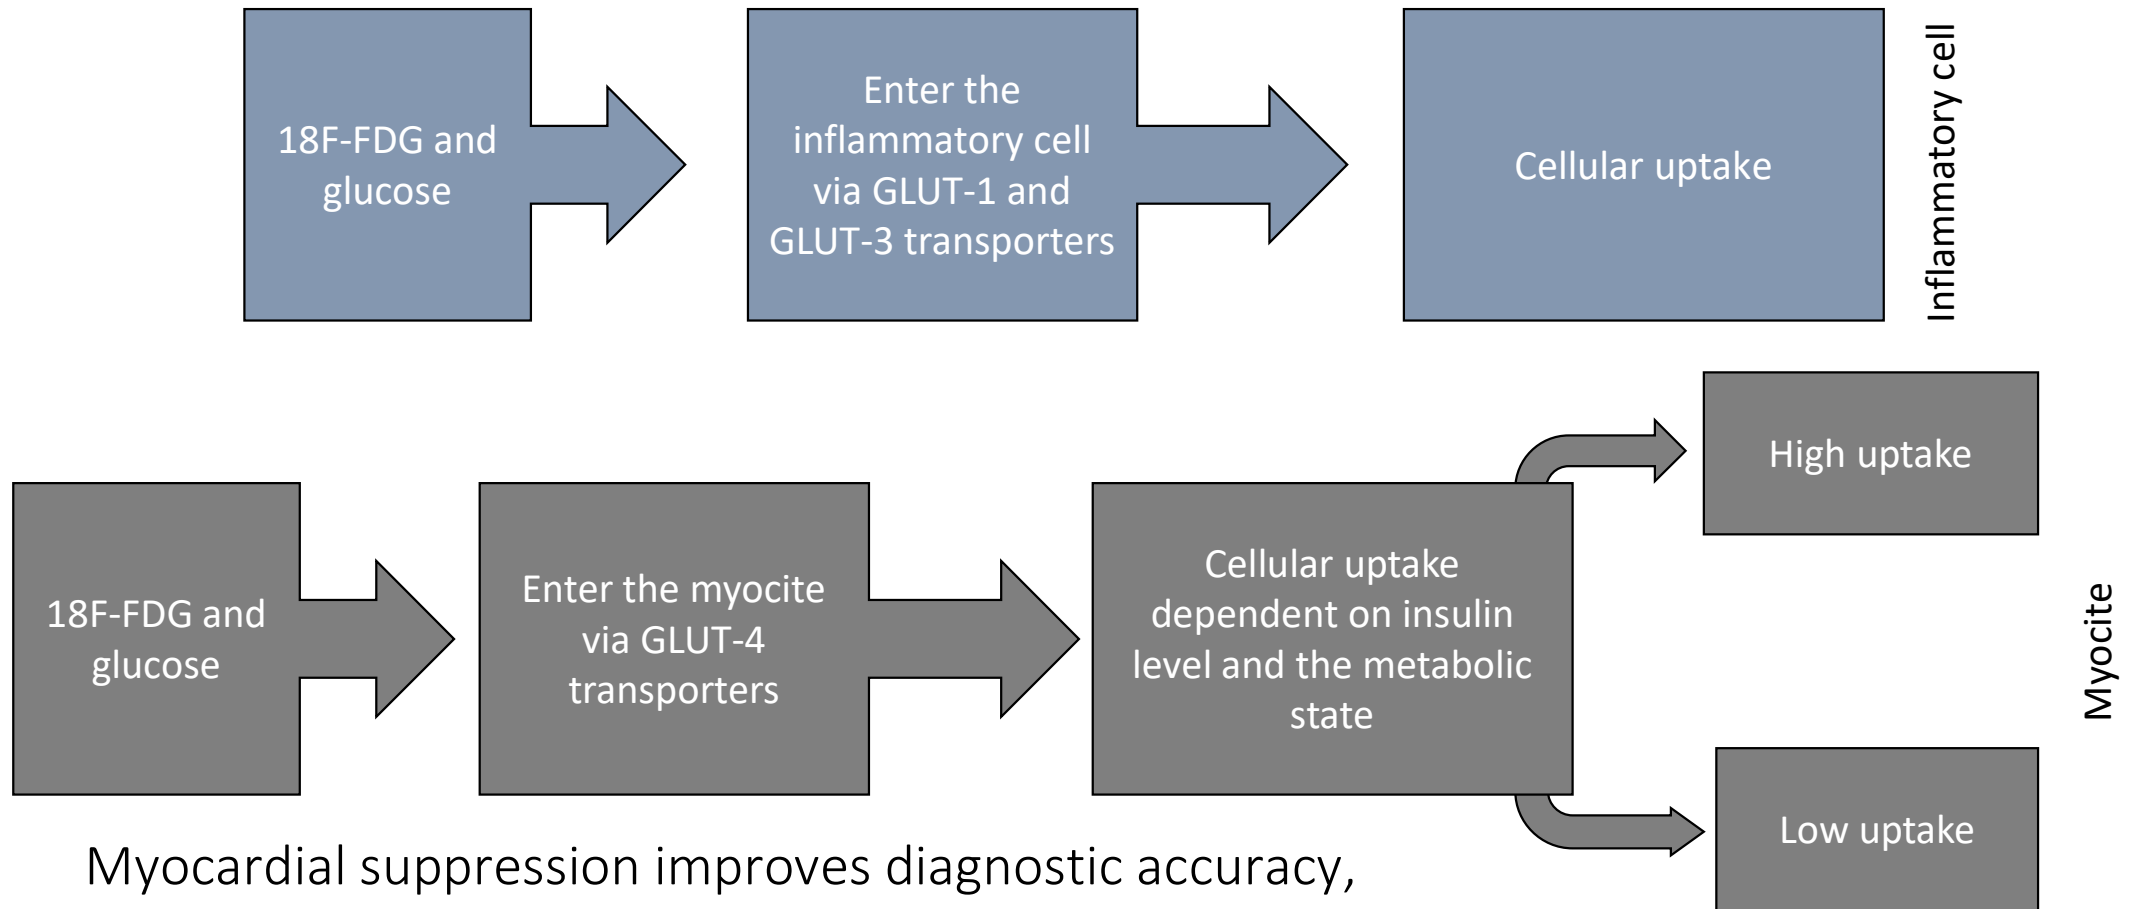 18F-FDG and
glucose
Enter the
inflammatory cell
via GLUT-1 and
GLUT-3 transporters
Cellular uptake
Inflammatory cell
18F-FDG and
glucose
Enter the myocite
via GLUT-4
transporters
Cellular uptake
dependent on insulin
level and the metabolic
state
High uptake
Low uptake
Myocite
Myocardial suppression improves diagnostic accuracy,